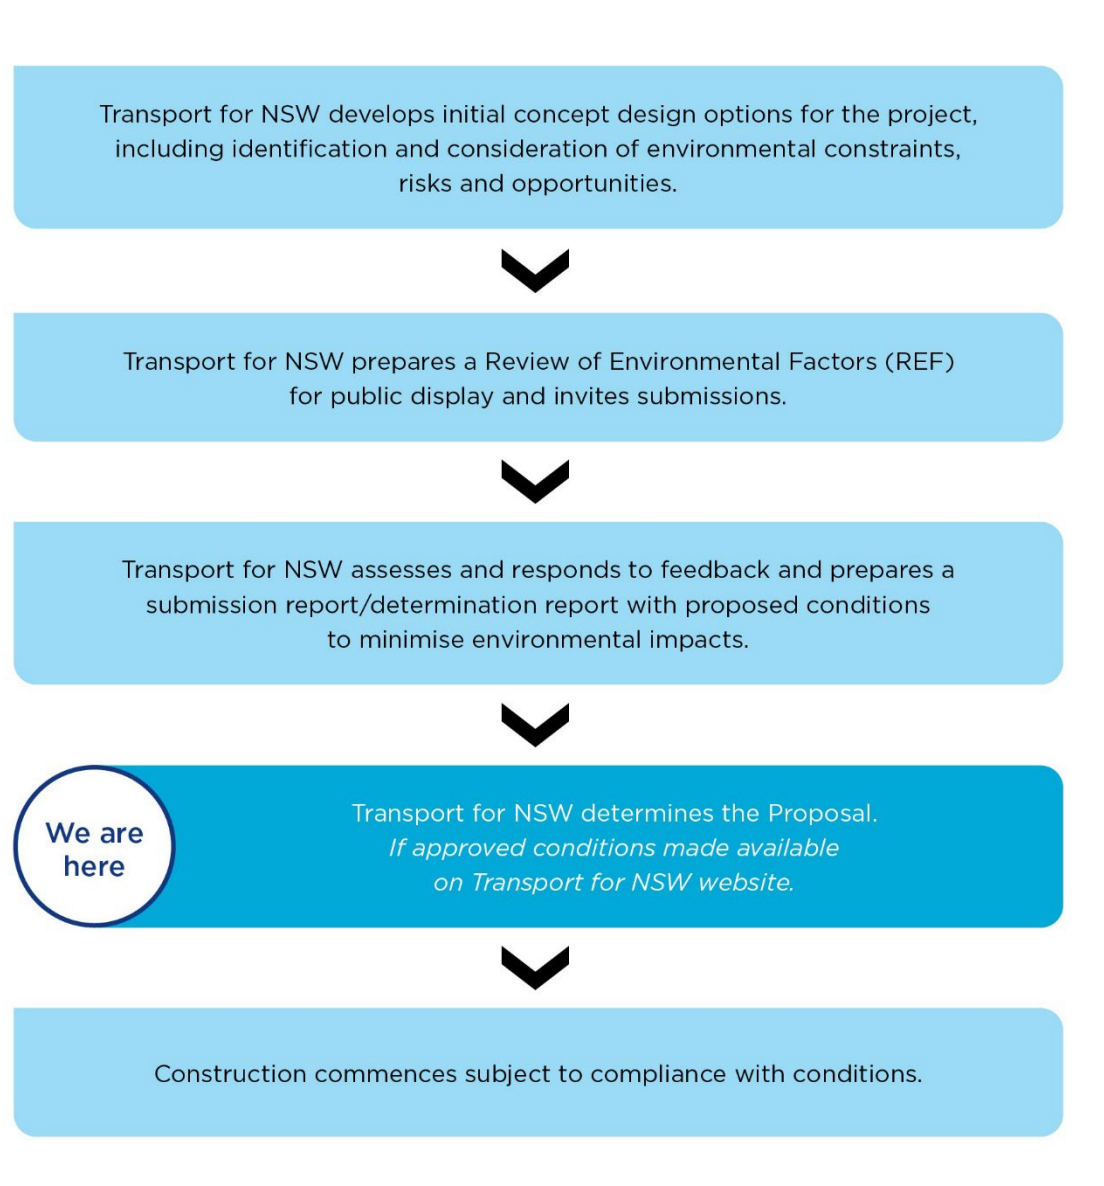 Transport for NSW develops initial concept design options for the project,
including identification and consideration of environmental constraints,
risks and opportunities.
Transport for NSW prepares a Review of Environmental Factors (REF)
for public display and invites submissions.
Transport for NSW assesses and responds to feedback and prepares a
submission report/determination report with proposed conditions
to minimise environmental impacts.
We are
here
Transport for NSW determines the Proposal.
If approved conditions made available
on Transport for NSW website.
Construction commences subject to compliance with conditions.